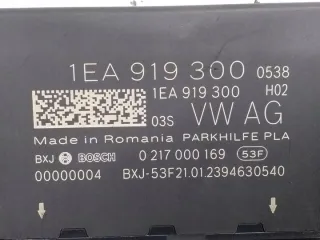 1EA 919 300 0538
1EA 919 300 H02
03S VW AG
Made in Romania PARKHILFE PLA
BXJ BOSCH 0 217 000 169 53F
00000004 BXJ-53F21.01.2394630540